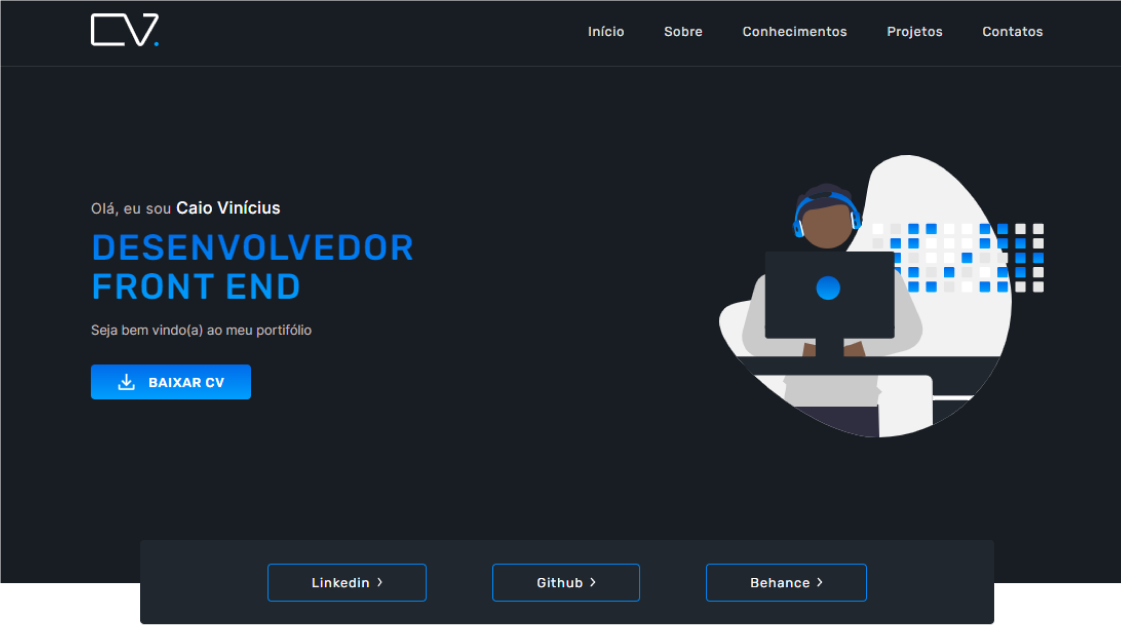 CV.
Início Sobre Conhecimentos Projetos Contatos
Olá, eu sou Caio Vinícius
DESENVOLVEDOR
FRONT END
Seja bem vindo(a) ao meu portifólio
BAIXAR CV
Linkedin > Github > Behance >